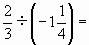 2/3 ÷ (−1 1/4) =